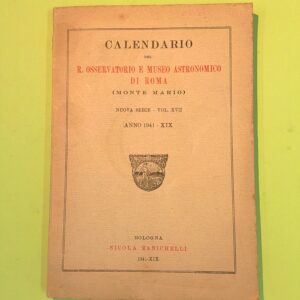 CALENDARIO
DEL
R. OSSERVATORIO E MUSEO ASTRONOMICO
DI ROMA
(MONTE MARIO)
NUOVA SERIE - VOL. XVII
ANNO 1941 - XIX
BOLOGNA
NICOLA ZANICHELLI
1941-XIX